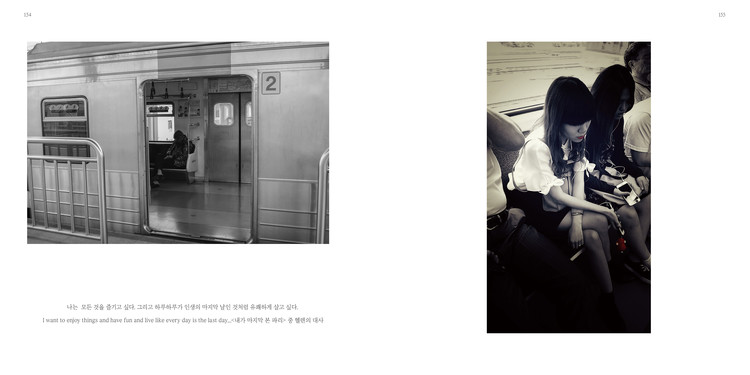 154
155
2
나는 모든 것을 즐기고 싶다. 그리고 하루하루가 인생의 마지막 날인 것처럼 유쾌하게 살고 싶다.
I want to enjoy things and have fun and live like every day is the last day...<내가 마지막 본 파리> 중 헬렌의 대사